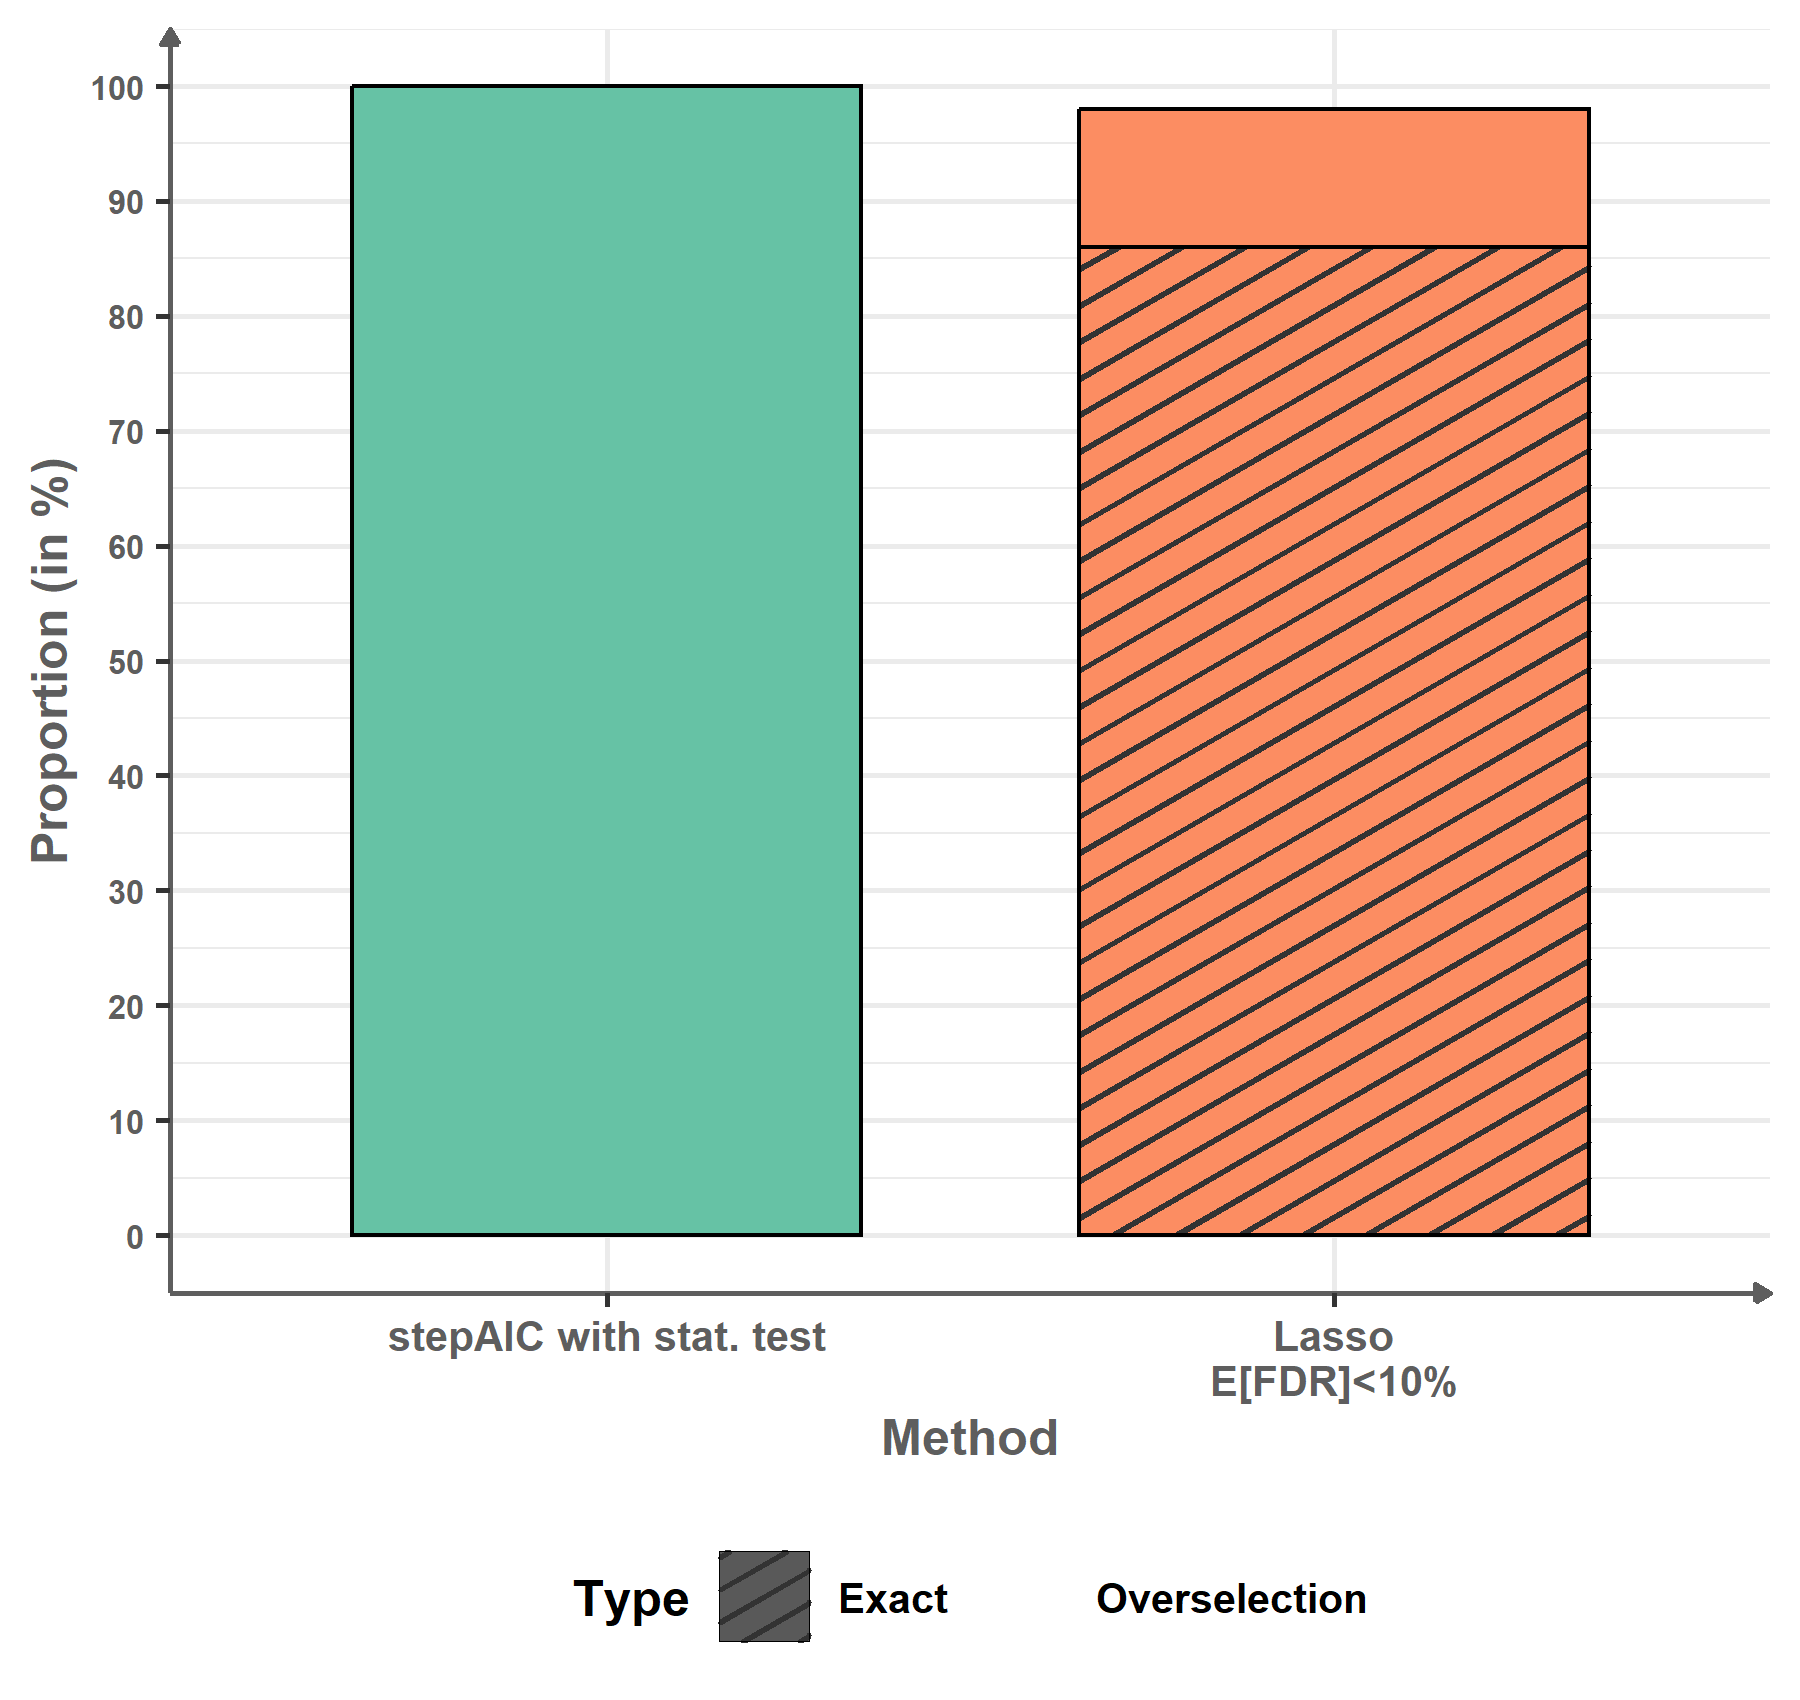 Proportion (in %)
100
90
80
70
60
50
40
30
20
10
0
stepAIC with stat. test
Lasso
E[FDR]<10%
Method
Type Exact Overselection